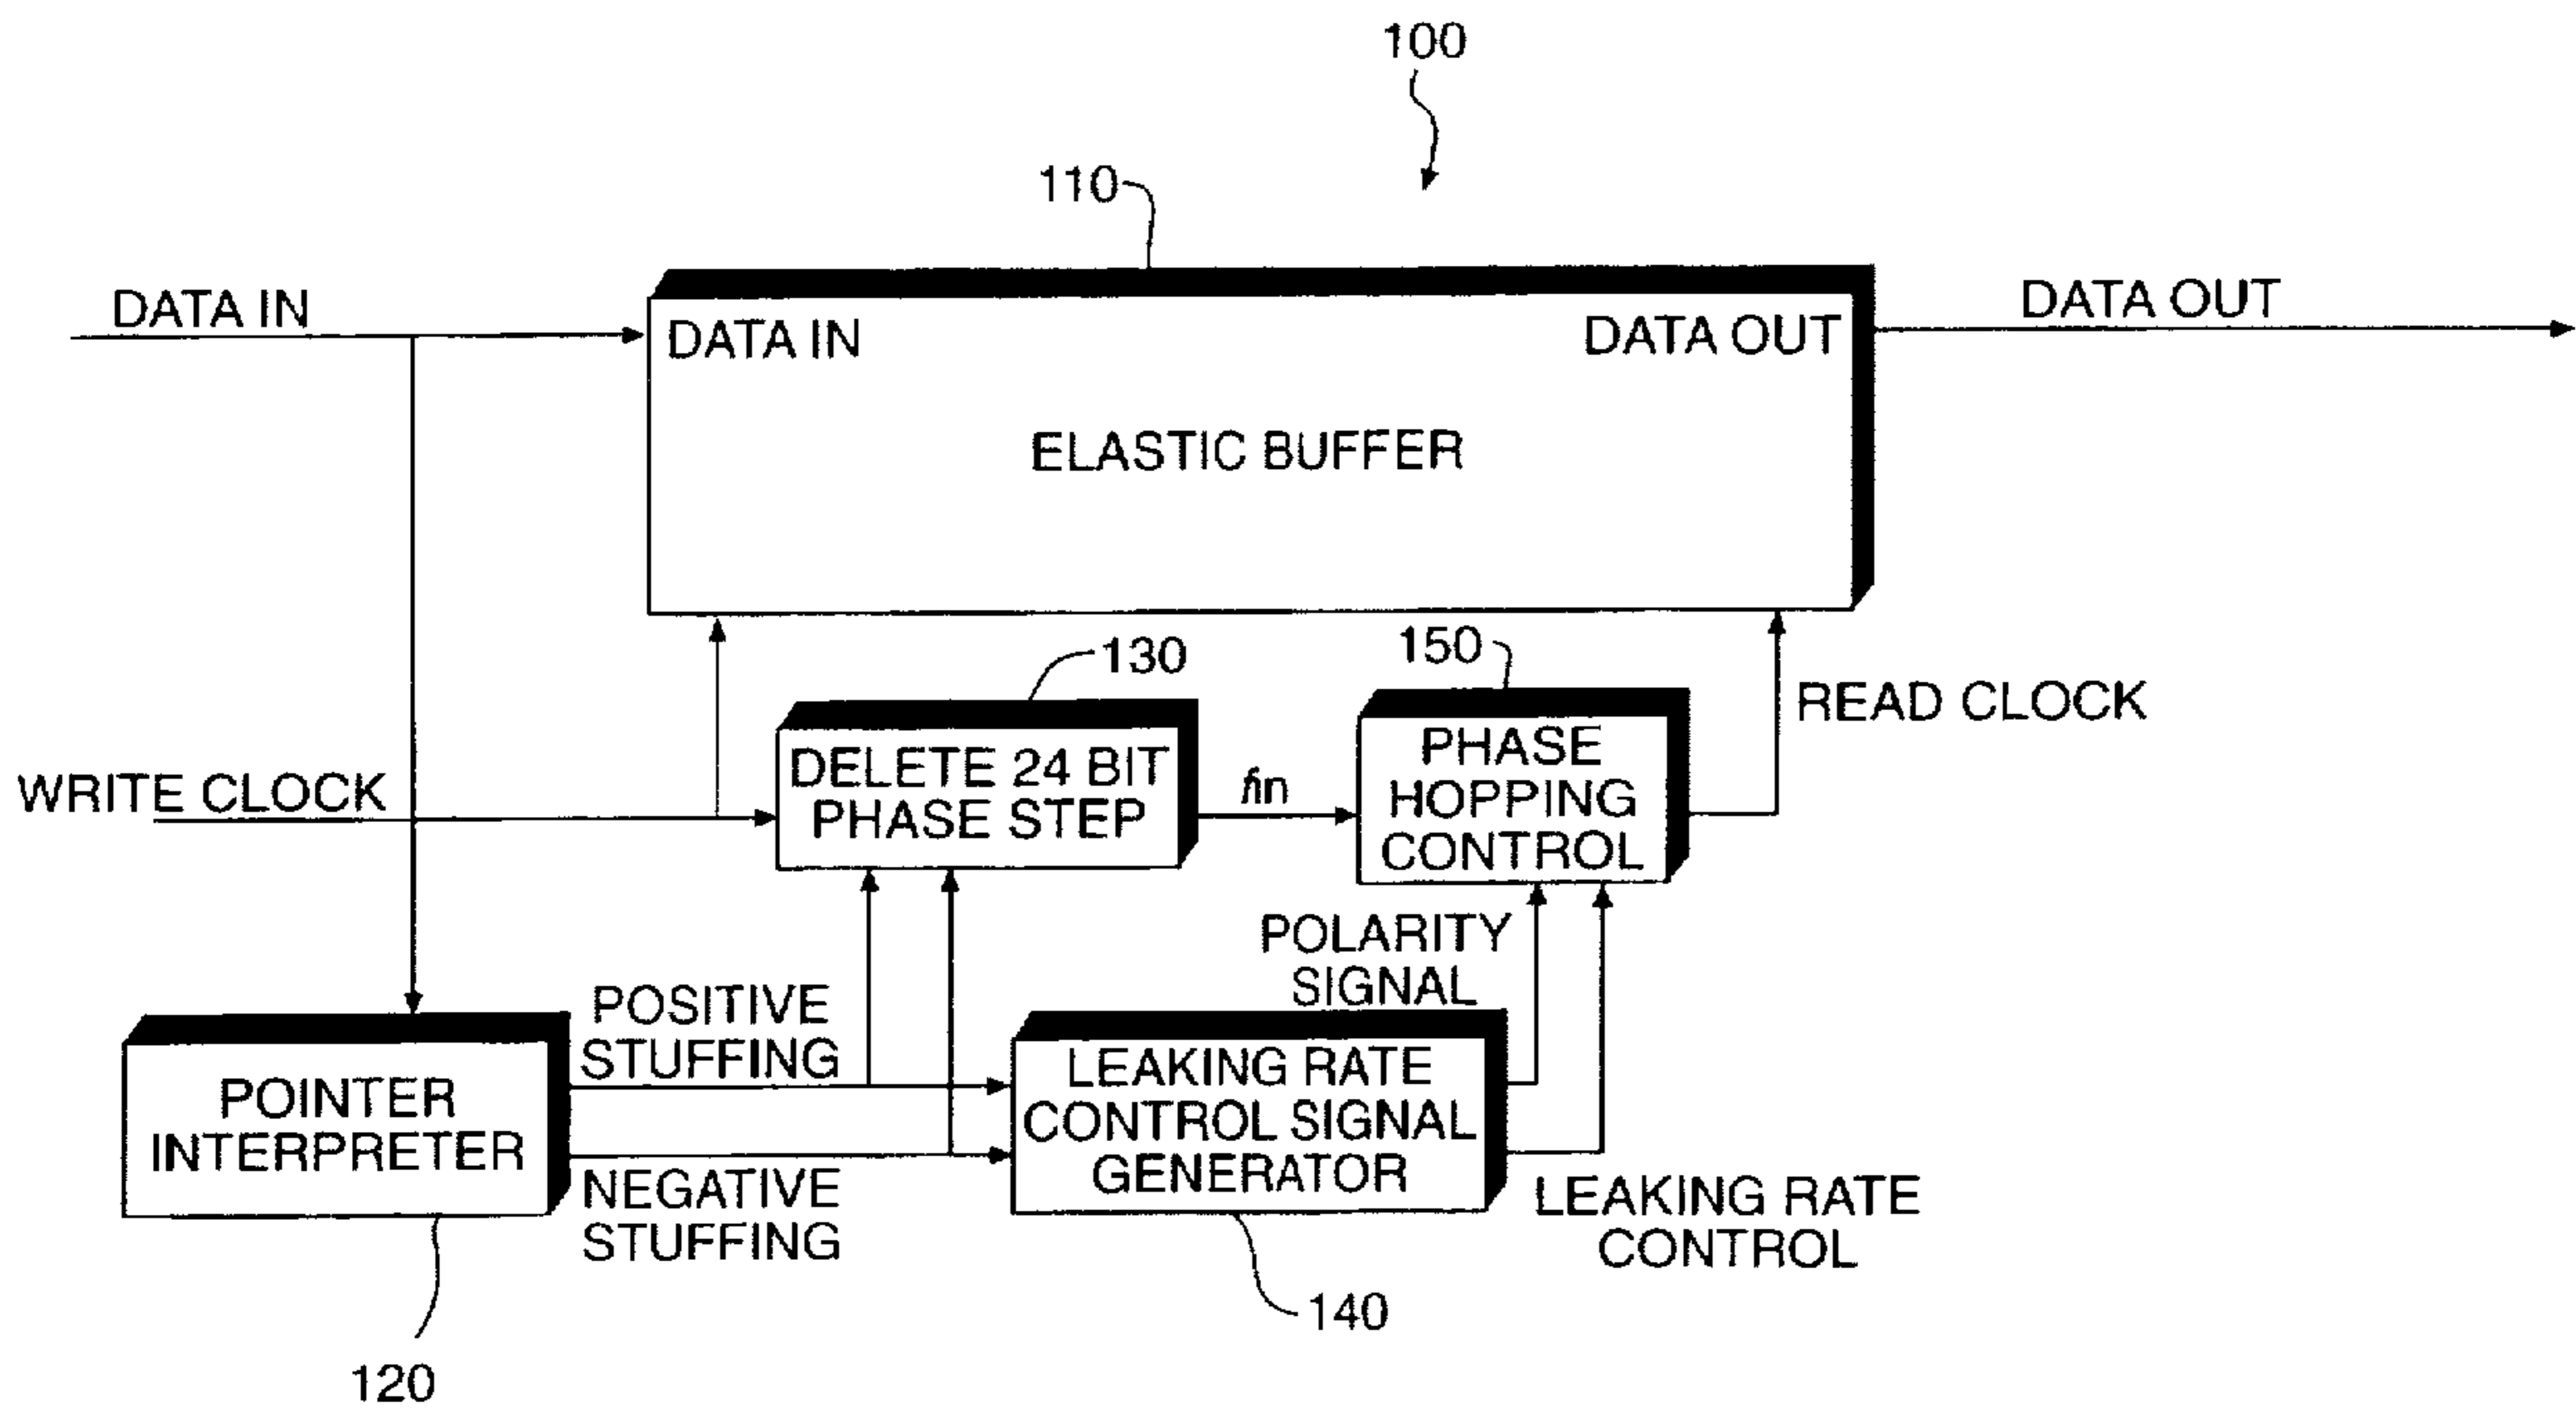 100
110
DATA IN
DATA IN
DATA OUT
DATA OUT
ELASTIC BUFFER
130
150
READ CLOCK
WRITE CLOCK
DELETE 24 BIT
PHASE STEP
fin
PHASE
HOPPING
CONTROL
POLARITY
SIGNAL
POSITIVE
STUFFING
POINTER
INTERPRETER
LEAKING RATE
CONTROL SIGNAL
GENERATOR
NEGATIVE
STUFFING
LEAKING RATE
CONTROL
140
120